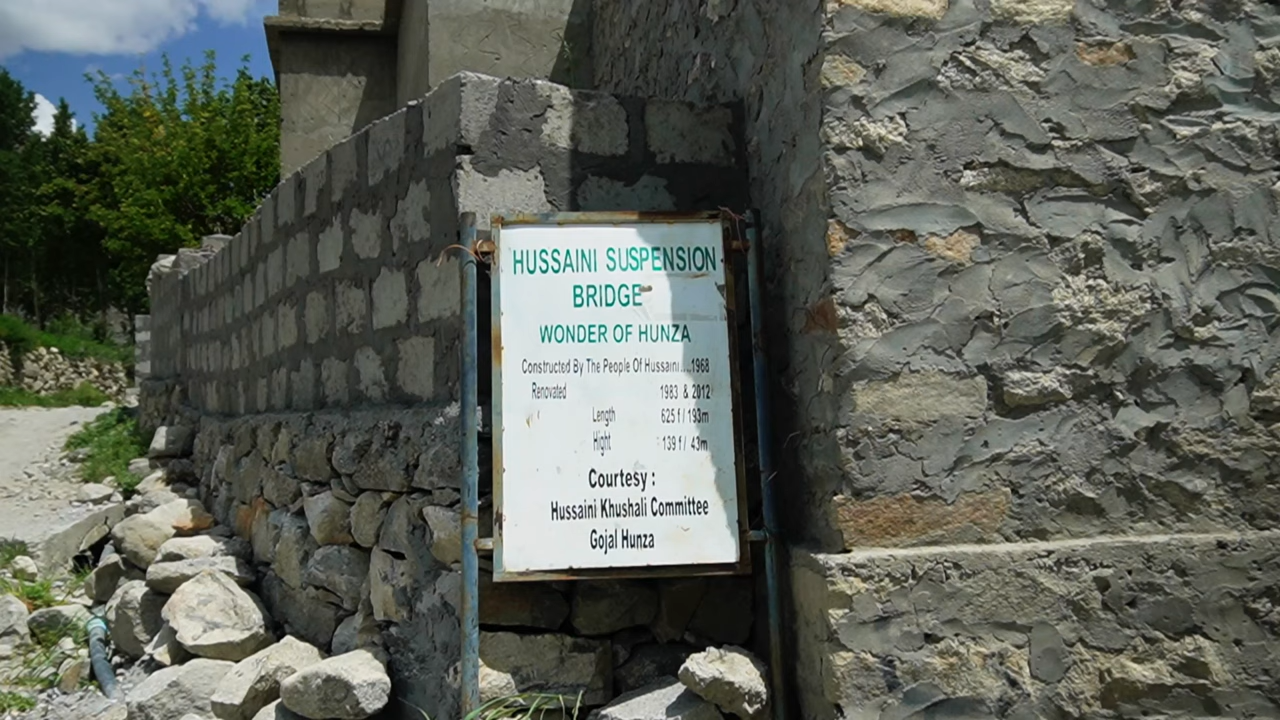 HUSSAINI SUSPENSION
BRIDGE
WONDER OF HUNZA
Constructed By The People Of Hussaini....1968
Renovated 1983 & 2012
Length 625 f / 193m
Hight 139 f / 43m
Courtesy :
Hussaini Khushali Committee
Gojal Hunza